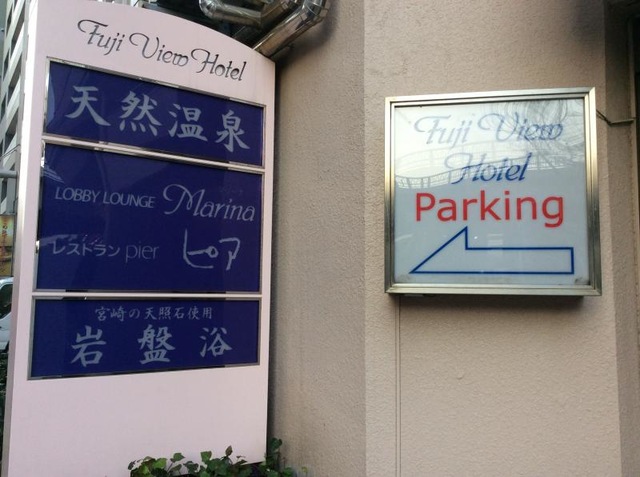 Fuji View Hotel
天然温泉
LOBBY LOUNGE Marina
レストラン pier ピア
宮崎の天照石使用
岩盤浴
Fuji View
Hotel
Parking